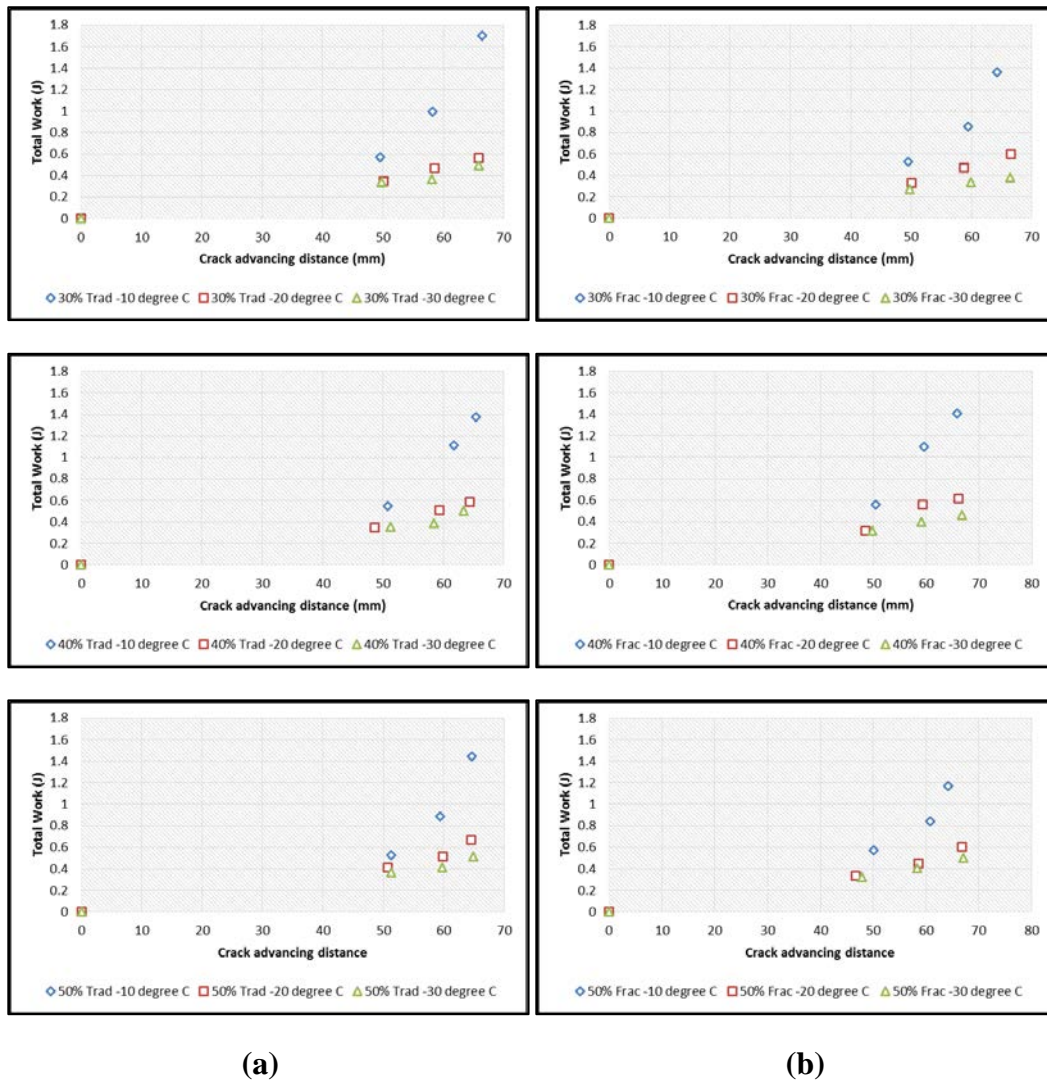 1.8
1.6
1.4
1.2
1
0.8
0.6
0.4
0.2
0
Total Work (J)
0 10 20 30 40 50 60 70
Crack advancing distance (mm)
30% Trad -10 degree C 30% Trad -20 degree C 30% Trad -30 degree C
1.8
1.6
1.4
1.2
1
0.8
0.6
0.4
0.2
0
Total Work (J)
0 10 20 30 40 50 60 70
Crack advancing distance (mm)
30% Frac -10 degree C 30% Frac -20 degree C 30% Frac -30 degree C
1.8
1.6
1.4
1.2
1
0.8
0.6
0.4
0.2
0
Total Work (J)
0 10 20 30 40 50 60 70
Crack advancing distance (mm)
40% Trad -10 degree C 40% Trad -20 degree C 40% Trad -30 degree C
1.8
1.6
1.4
1.2
1
0.8
0.6
0.4
0.2
0
Total Work (J)
0 10 20 30 40 50 60 70 80
Crack advancing distance (mm)
40% Frac -10 degree C 40% Frac -20 degree C 40% Frac -30 degree C
1.8
1.6
1.4
1.2
1
0.8
0.6
0.4
0.2
0
Total Work (J)
0 10 20 30 40 50 60 70
Crack advancing distance
50% Trad -10 degree C 50% Trad -20 degree C 50% Trad -30 degree C
1.8
1.6
1.4
1.2
1
0.8
0.6
0.4
0.2
0
Total Work (J)
0 10 20 30 40 50 60 70 80
Crack advancing distance
50% Frac -10 degree C 50% Frac -20 degree C 50% Frac -30 degree C
(a)
(b)